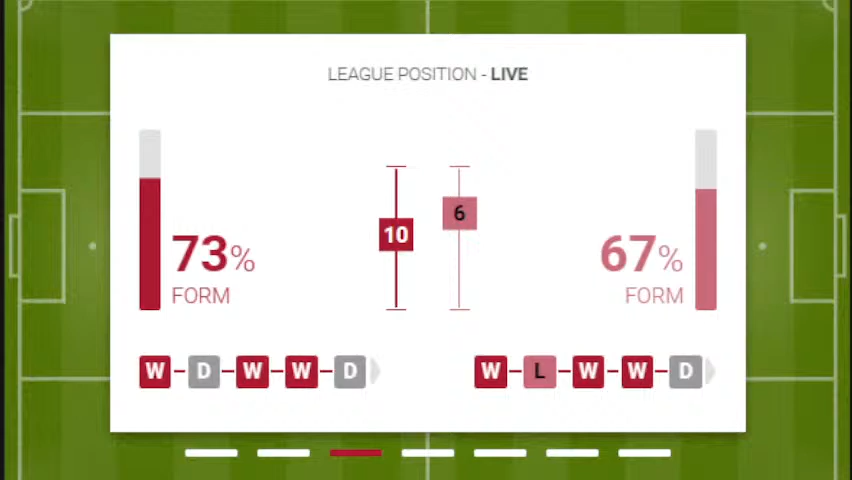 LEAGUE POSITION - LIVE
10
6
73%
FORM
67%
FORM
W D W W D
W L W W D